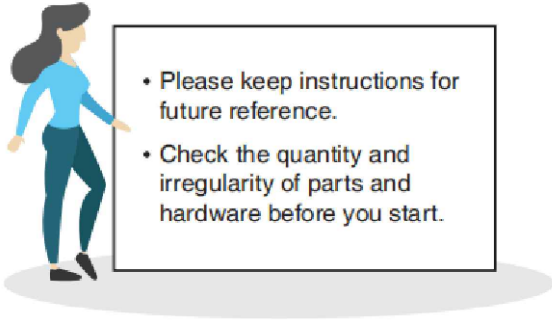 • Please keep instructions for
future reference.
• Check the quantity and
irregularity of parts and
hardware before you start.